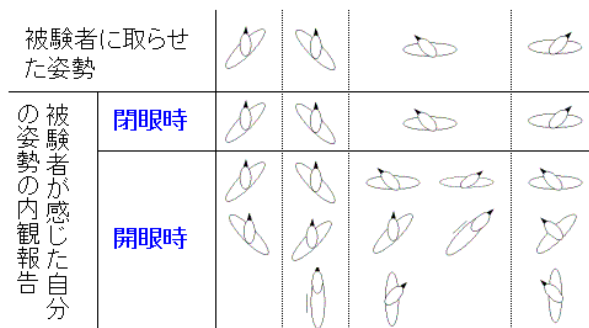 被験者に取らせ
た姿勢
被験者が感じた自分
の姿勢の内観報告
閉眼時
開眼時